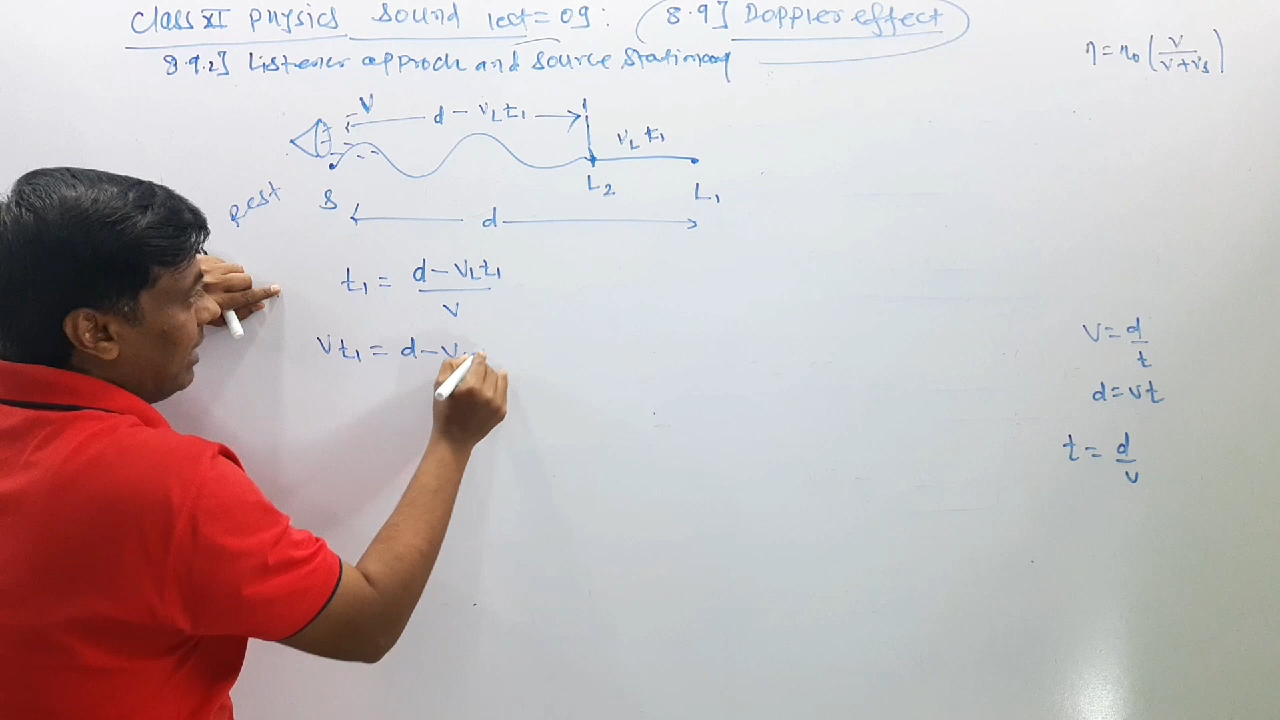 Class XI physics sound lect = 09: 8.9] Doppler effect
8.9.2] Listener approch and source stationary
η = n₀ (v / v + vs)
V
d - vLt₁
vLt₁
S
L₂
L₁
Rest
d
t₁ = d - vLt₁ / v
vt₁ = d - v
v = d / t
d = vt
t = d / v